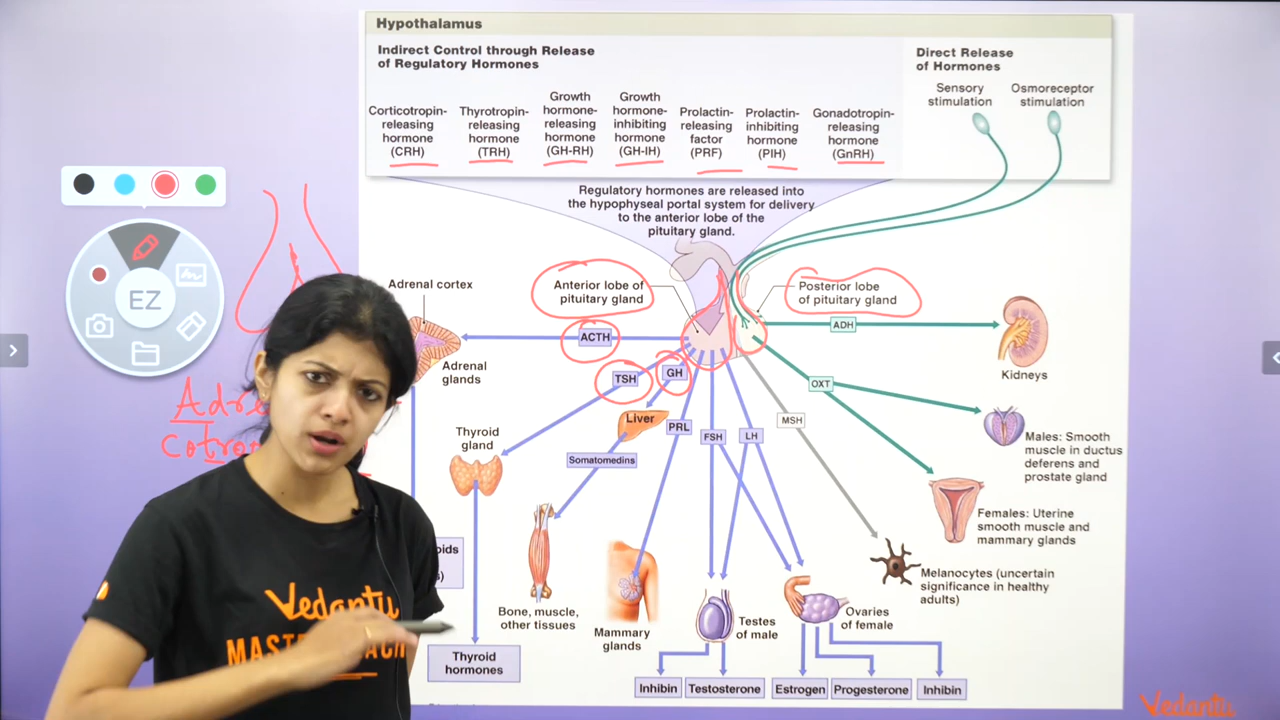 Hypothalamus
Indirect Control through Release
of Regulatory Hormones
Corticotropin-
releasing
hormone
(CRH)
Thyrotropin-
releasing
hormone
(TRH)
Growth
hormone-
releasing
hormone
(GH-RH)
Growth
hormone-
inhibiting
hormone
(GH-IH)
Prolactin-
releasing
factor
(PRF)
Prolactin-
inhibiting
hormone
(PIH)
Gonadotropin-
releasing
hormone
(GnRH)
Direct Release
of Hormones
Sensory
stimulation
Osmoreceptor
stimulation
Regulatory hormones are released into
the hypophyseal portal system for delivery
to the anterior lobe of the
pituitary gland.
EZ
Adrenal cortex
Anterior lobe of
pituitary gland
Posterior lobe
of pituitary gland
ACTH
ADH
Adrenal
glands
Kidneys
TSH
GH
OXT
Liver
PRL
FSH
LH
MSH
Thyroid
gland
Somatomedins
Males: Smooth
muscle in ductus
deferens and
prostate gland
Females: Uterine
smooth muscle and
mammary glands
Melanocytes (uncertain
significance in healthy
adults)
Bone, muscle,
other tissues
Mammary
glands
Testes
of male
Ovaries
of female
Thyroid
hormones
Inhibin
Testosterone
Estrogen
Progesterone
Inhibin
Vedantu
Vedantu